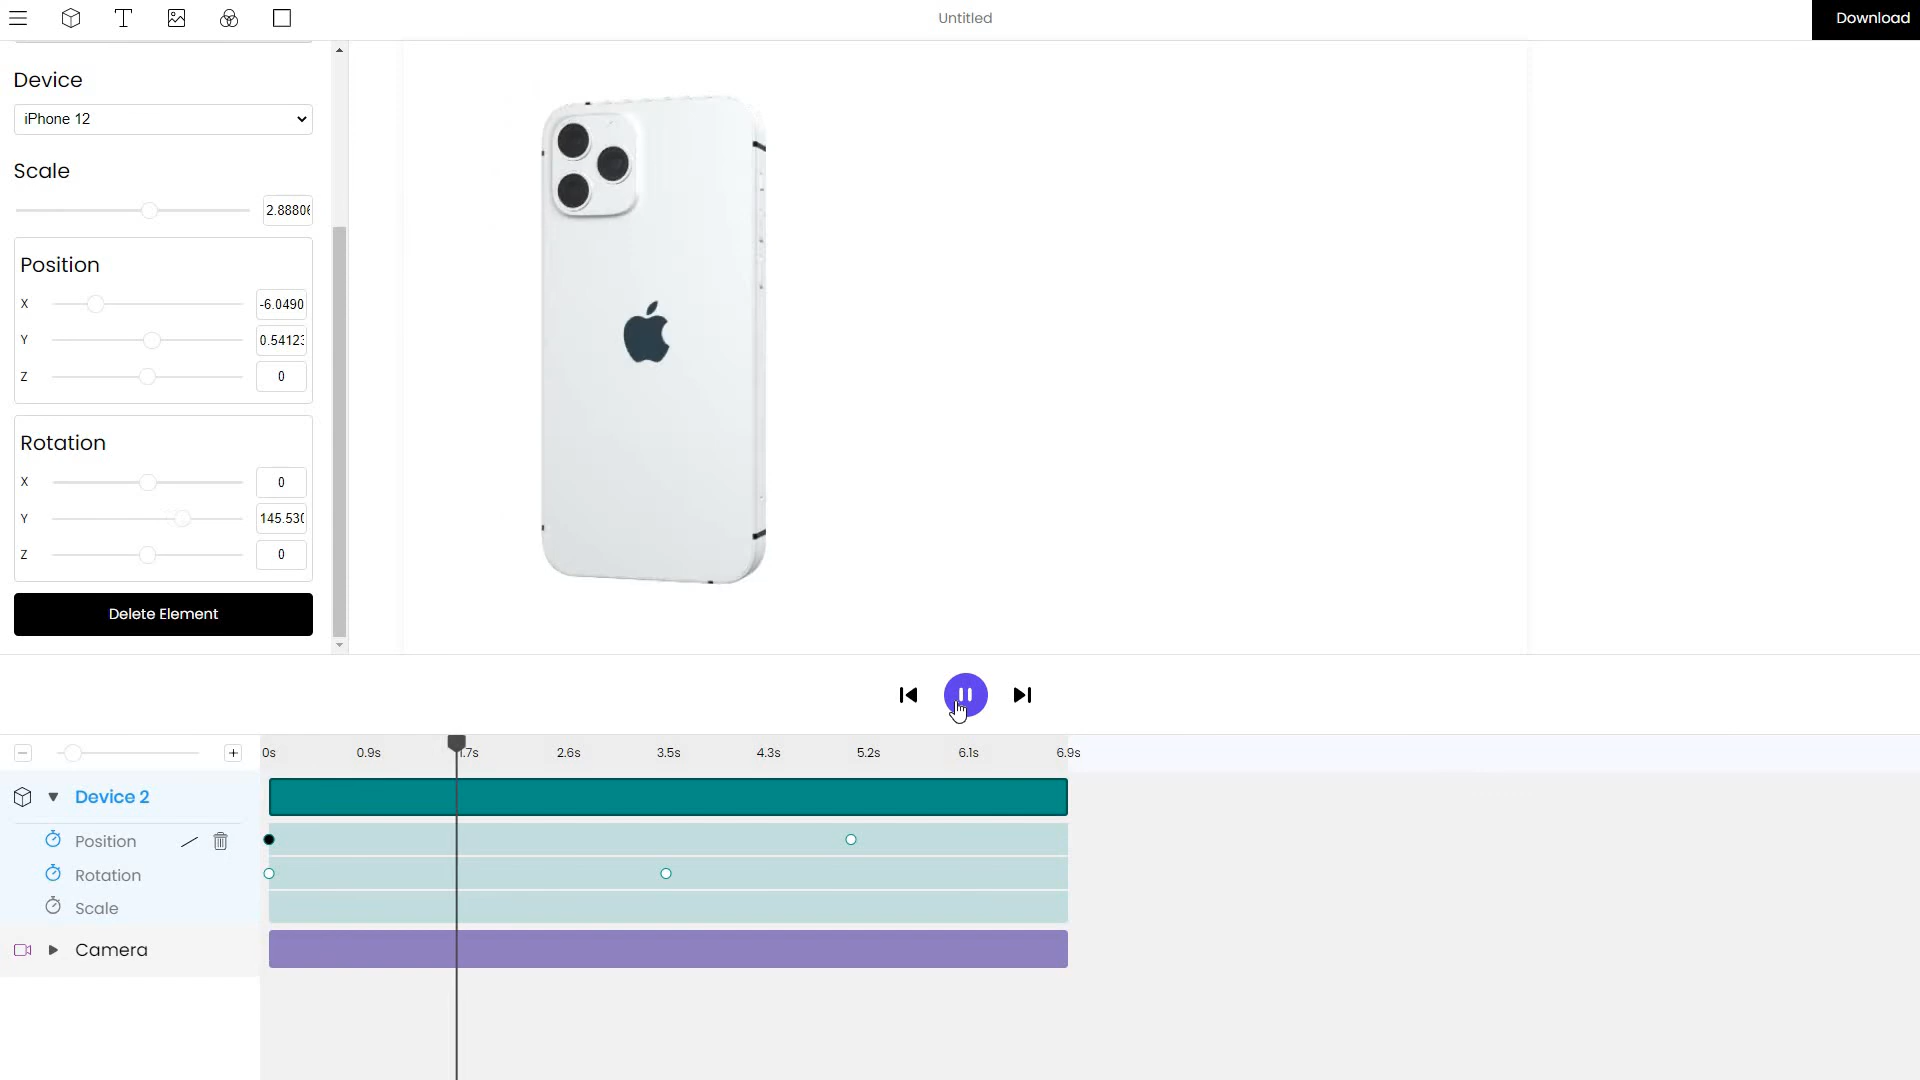 Untitled
Download
Device
iPhone 12
Scale
2.8880
Position
X -6.0490
Y 0.5412
Z 0
Rotation
X 0
Y 145.530
Z 0
Delete Element
0s 0.9s 1.7s 2.6s 3.5s 4.3s 5.2s 6.1s 6.9s
Device 2
Position
Rotation
Scale
Camera